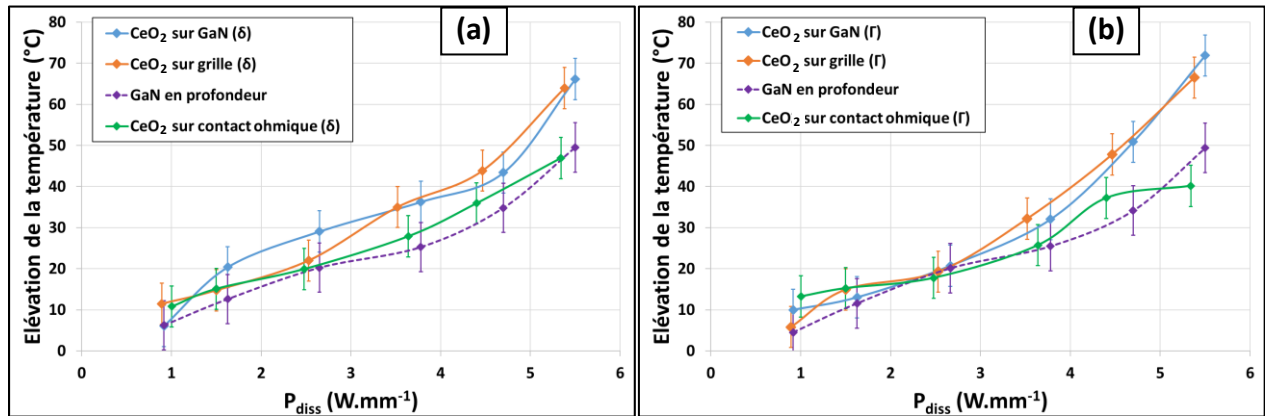 (a)
CeO2 sur GaN (δ)
CeO2 sur grille (δ)
GaN en profondeur
CeO2 sur contact ohmique (δ)
Elévation de la température (°C)
80
70
60
50
40
30
20
10
0
0 1 2 3 4 5 6
Pdiss (W.mm-1)
(b)
CeO2 sur GaN (Γ)
CeO2 sur grille (Γ)
GaN en profondeur
CeO2 sur contact ohmique (Γ)
Elévation de la température (°C)
80
70
60
50
40
30
20
10
0
0 1 2 3 4 5 6
Pdiss (W.mm-1)